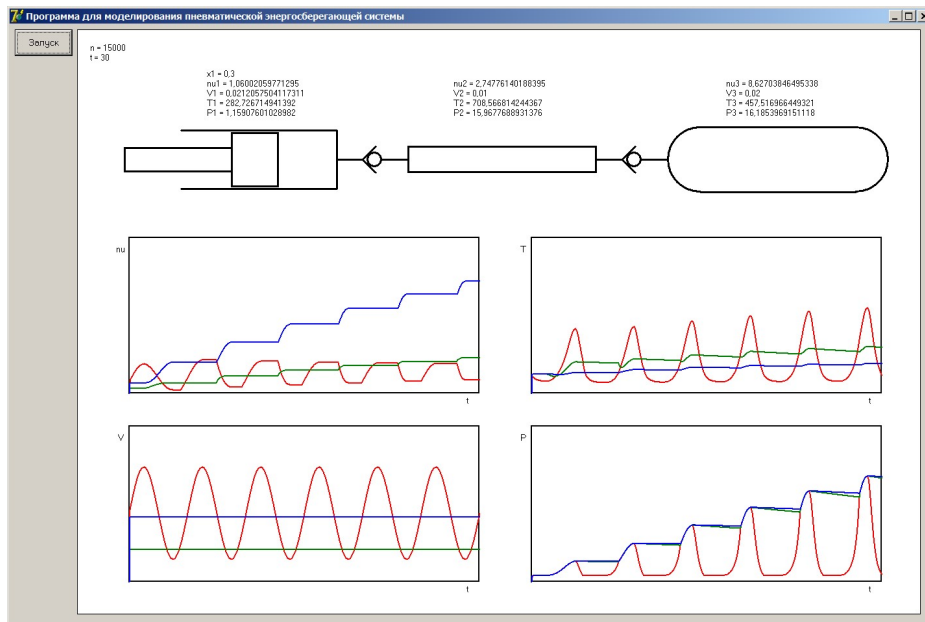 Программа для моделирования пневматической энергосберегающей системы
Запуск
n = 15000
t = 30
x1 = 0,3
nu1 = 1,06002059771295
V1 = 0,0212057504117311
T1 = 282,726714941392
P1 = 1,15907601028982
nu2 = 2,74776140188395
V2 = 0,01
T2 = 708,566814244367
P2 = 15,9677688931376
nu3 = 8,62703846495338
V3 = 0,02
T3 = 457,516966449321
P3 = 16,1853969151118
nu
t
T
t
V
t
P
t